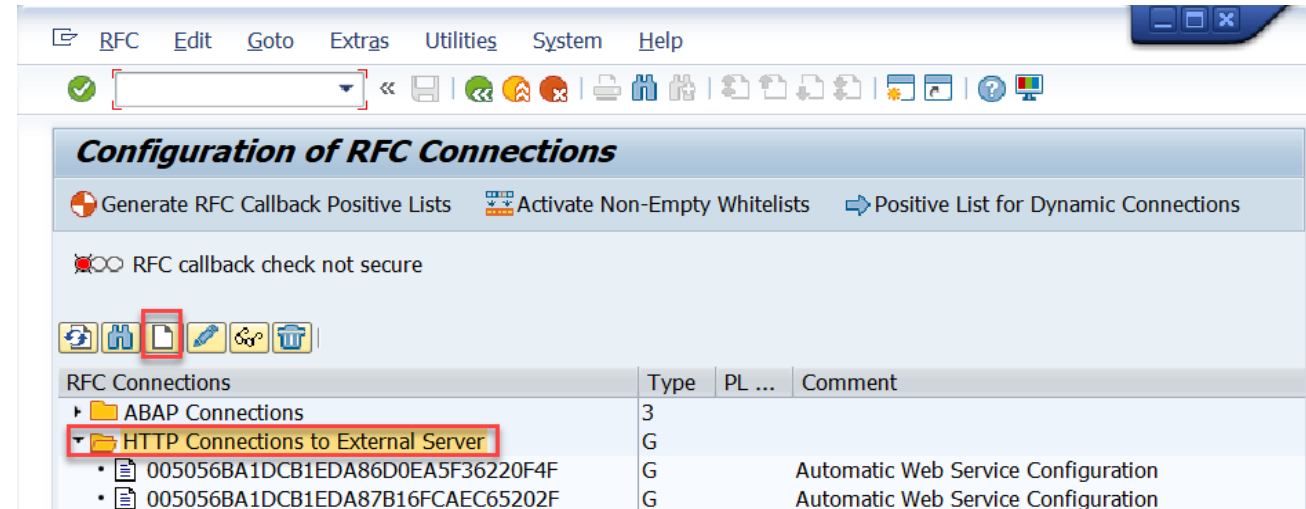 RFC Edit Goto Extras Utilities System Help
Configuration of RFC Connections
Generate RFC Callback Positive Lists Activate Non-Empty Whitelists Positive List for Dynamic Connections
RFC callback check not secure
RFC Connections Type PL ... Comment
ABAP Connections 3
HTTP Connections to External Server G
005056BA1DCB1EDA86D0EA5F36220F4F G Automatic Web Service Configuration
005056BA1DCB1EDA87B16FCAEC65202F G Automatic Web Service Configuration